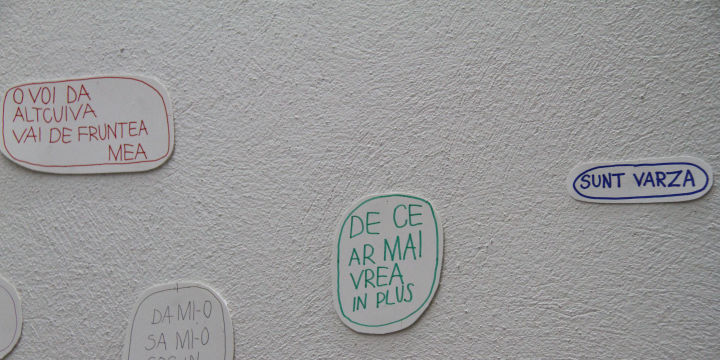 O VOI DA
ALTCUIVA
VAI DE FRUNTEA
MEA
DE CE
AR MAI
VREA
IN PLUS
SUNT VARZA
DA MI-O
SA MI-O